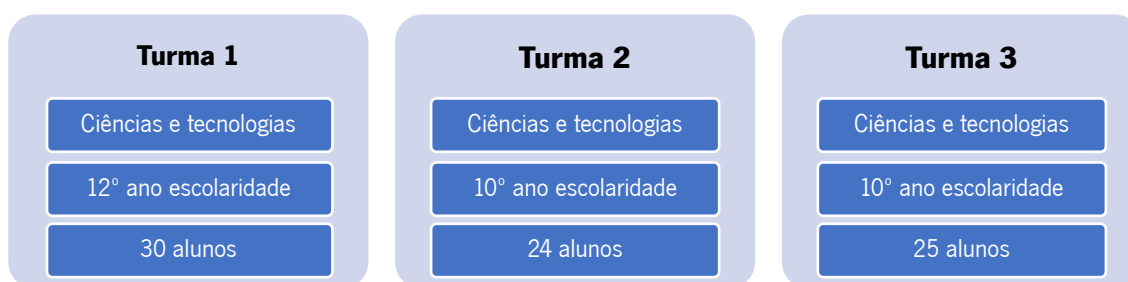 Turma 1
Ciências e tecnologias
12º ano escolaridade
30 alunos
Turma 2
Ciências e tecnologias
10º ano escolaridade
24 alunos
Turma 3
Ciências e tecnologias
10º ano escolaridade
25 alunos